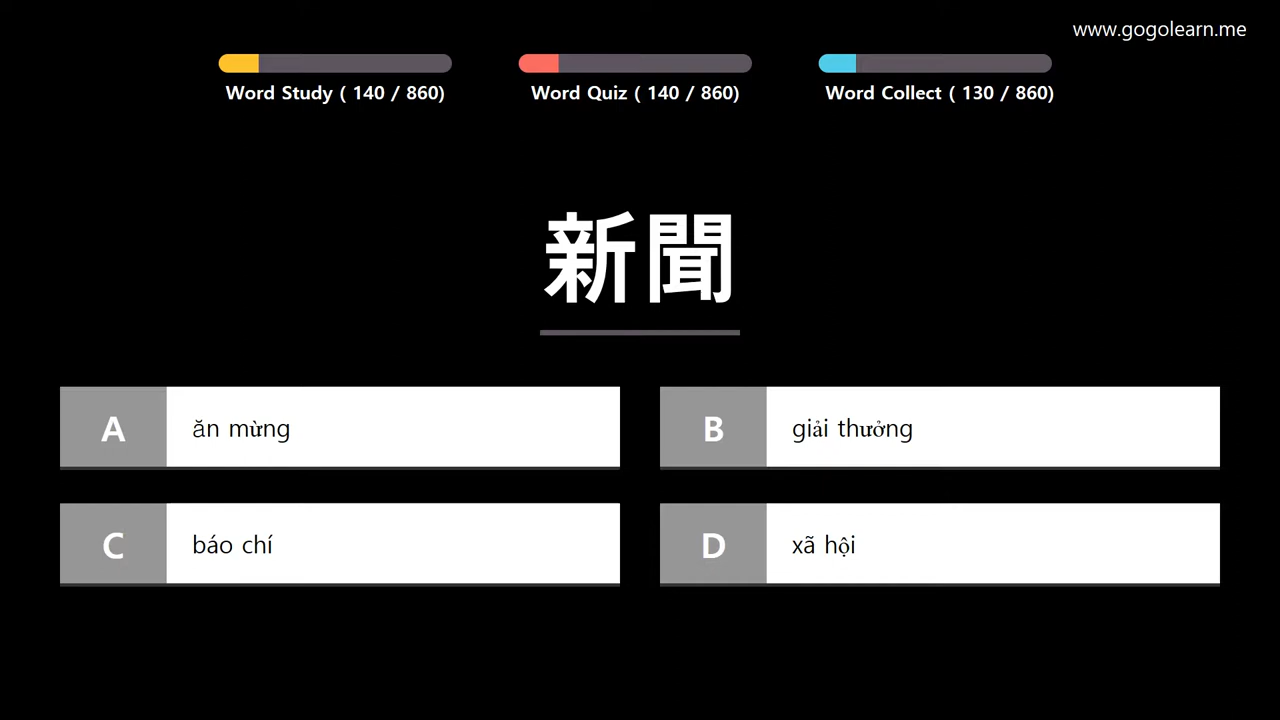 www.gogolearn.me
Word Study ( 140 / 860)
Word Quiz ( 140 / 860)
Word Collect ( 130 / 860)
新聞
A ăn mừng
B giải thưởng
C báo chí
D xã hội